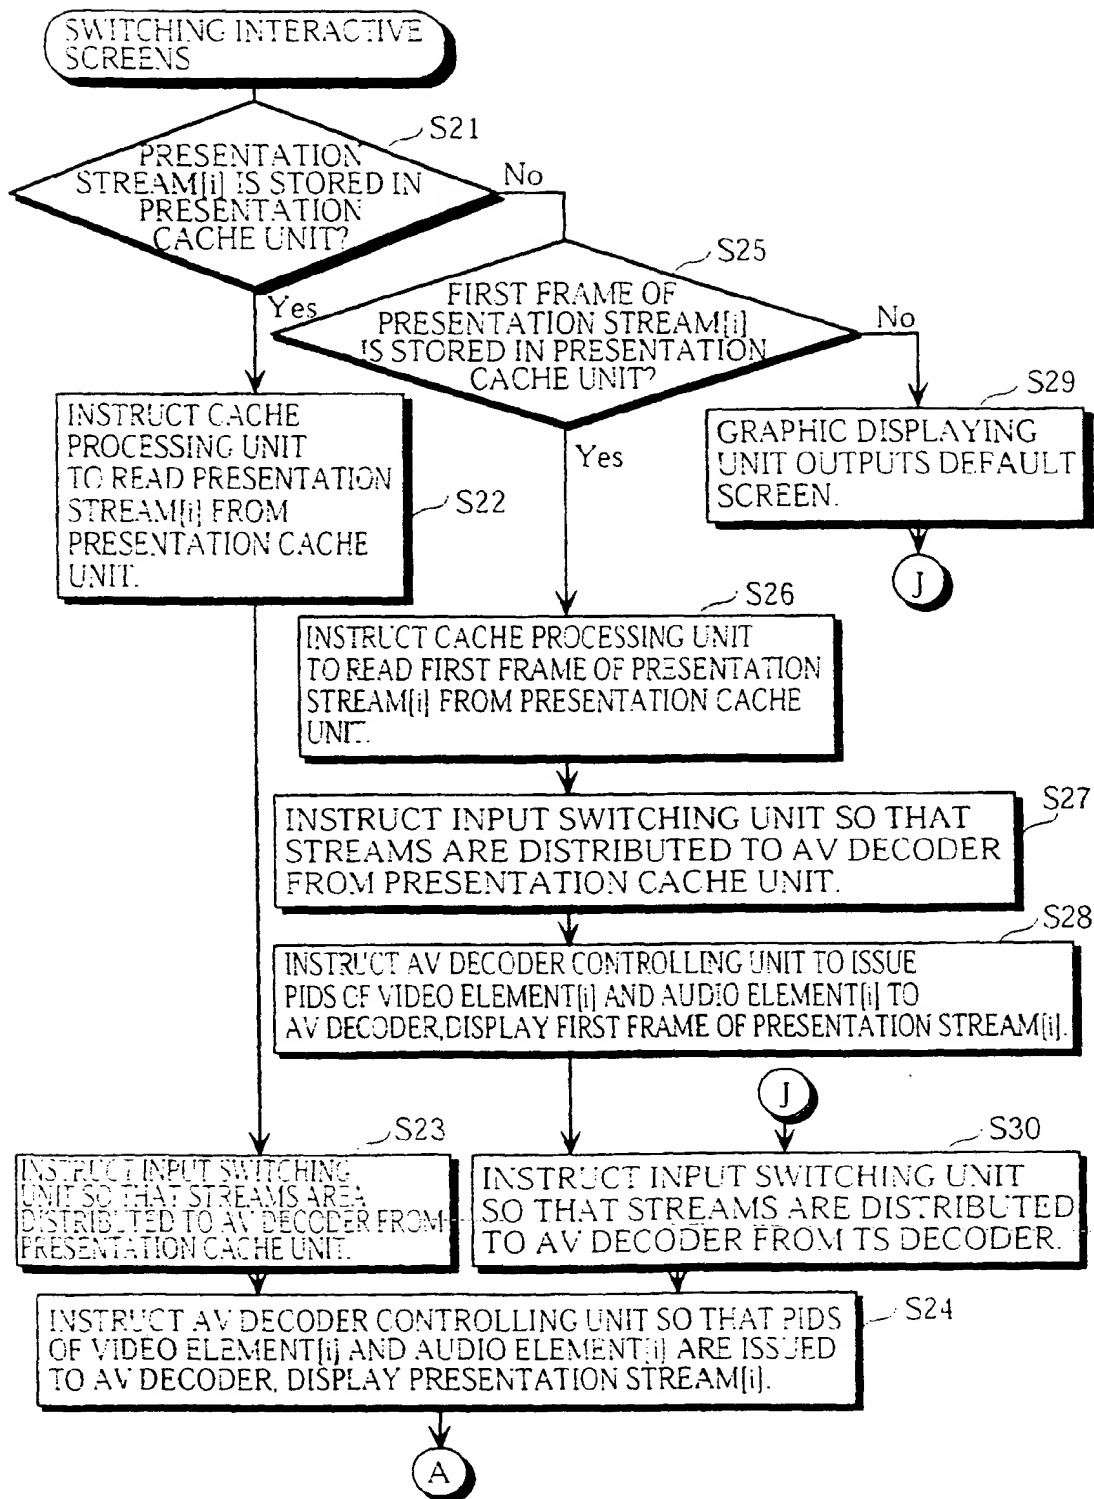 SWITCHING INTERACTIVE
SCREENS
S21
PRESENTATION
STREAM[i] IS STORED IN
PRESENTATION
CACHE UNIT?
No
Yes
S25
FIRST FRAME OF
PRESENTATION STREAM[i]
IS STORED IN PRESENTATION
CACHE UNIT?
No
Yes
S29
GRAPHIC DISPLAYING
UNIT OUTPUTS DEFAULT
SCREEN.
J
INSTRUCT CACHE
PROCESSING UNIT
TO READ PRESENTATION
STREAM[i] FROM
PRESENTATION CACHE
UNIT.
S22
S26
INSTRUCT CACHE PROCESSING UNIT
TO READ FIRST FRAME OF PRESENTATION
STREAM[i] FROM PRESENTATION CACHE
UNIT.
S27
INSTRUCT INPUT SWITCHING UNIT SO THAT
STREAMS ARE DISTRIBUTED TO AV DECODER
FROM PRESENTATION CACHE UNIT.
S28
INSTRUCT AV DECODER CONTROLLING UNIT TO ISSUE
PIDS OF VIDEO ELEMENT[i] AND AUDIO ELEMENT[i] TO
AV DECODER, DISPLAY FIRST FRAME OF PRESENTATION STREAM[i].
J
S23
INSTRUCT INPUT SWITCHING
UNIT SO THAT STREAMS AREA
DISTRIBUTED TO AV DECODER FROM
PRESENTATION CACHE UNIT.
S30
INSTRUCT INPUT SWITCHING UNIT
SO THAT STREAMS ARE DISTRIBUTED
TO AV DECODER FROM TS DECODER.
S24
INSTRUCT AV DECODER CONTROLLING UNIT SO THAT PIDS
OF VIDEO ELEMENT[i] AND AUDIO ELEMENT[i] ARE ISSUED
TO AV DECODER, DISPLAY PRESENTATION STREAM[i].
A